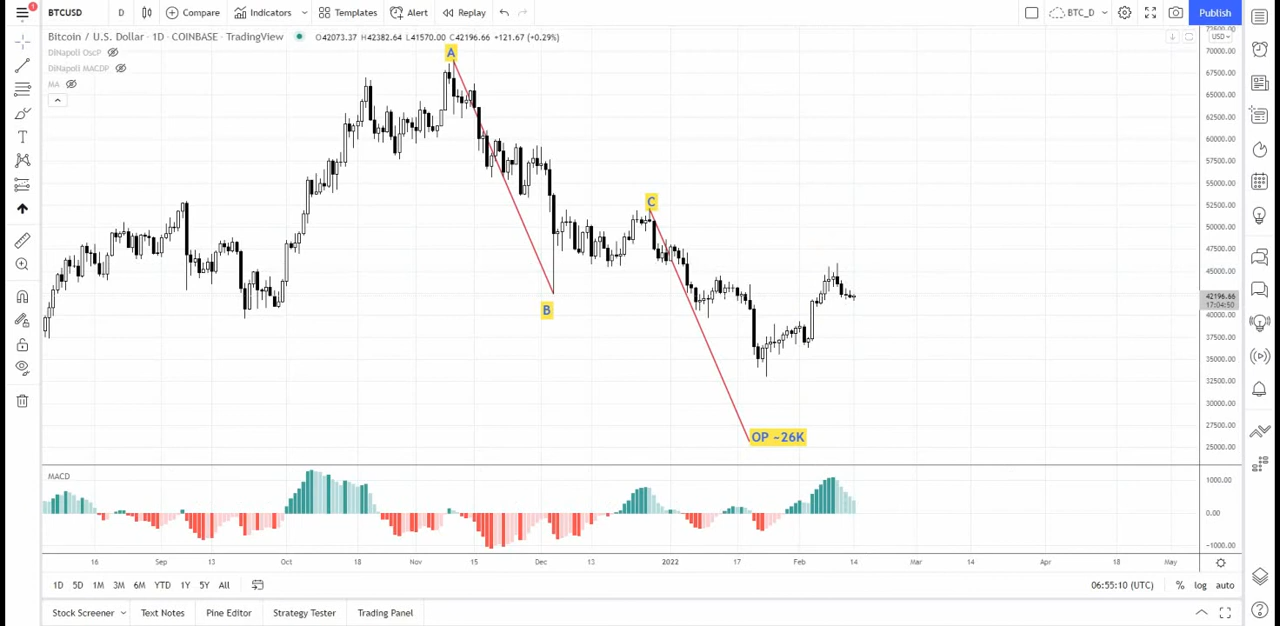 1
BTCUSD D Compare Indicators Templates Alert Replay BTC_D Publish
Bitcoin / U.S. Dollar · 1D · COINBASE · TradingView O42073.37 H42382.64 L41570.00 C42196.66 +121.67 (+0.29%)
USD
DiNapoli OscP
DiNapoli MACDP
MA
A
70000.00
67500.00
65000.00
62500.00
60000.00
57500.00
55000.00
C
52500.00
50000.00
47500.00
45000.00
42196.66
17:04:50
B
40000.00
37500.00
35000.00
32500.00
30000.00
27500.00
OP ~26K
25000.00
MACD
1000.00
0.00
-1000.00
16 Sep 13 Oct 18 Nov 15 Dec 13 2022 17 Feb 14 Mar 14 Apr 18 May
1D 5D 1M 3M 6M YTD 1Y 5Y All 06:55:10 (UTC) % log auto
Stock Screener Text Notes Pine Editor Strategy Tester Trading Panel